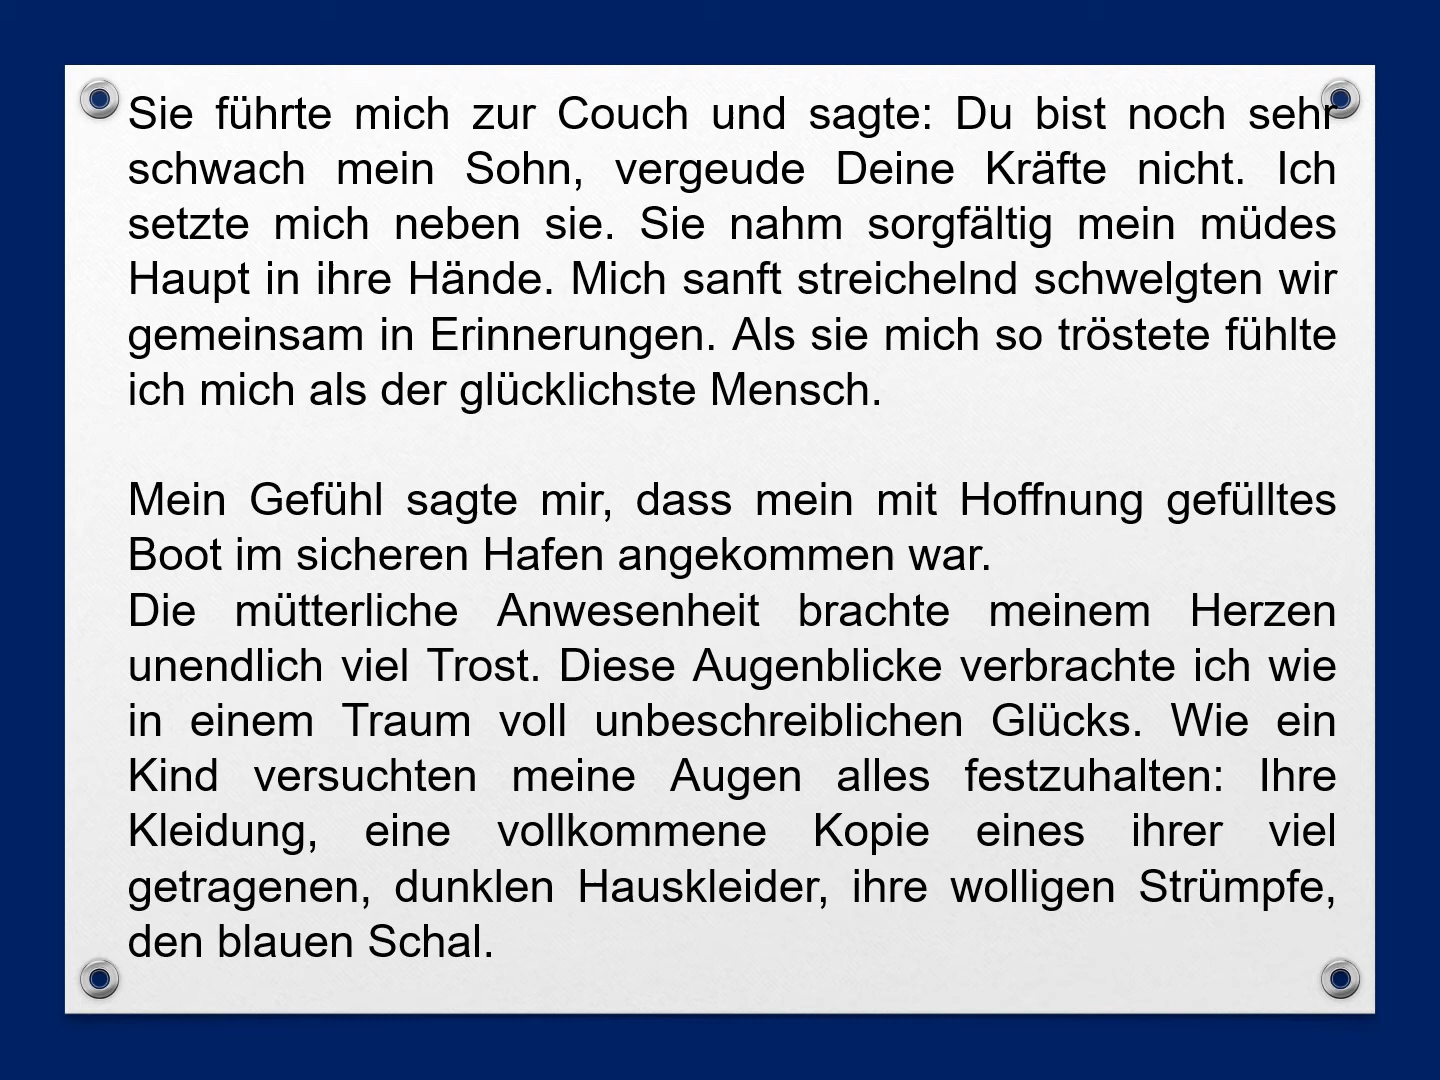 Sie führte mich zur Couch und sagte: Du bist noch sehr
schwach mein Sohn, vergeude Deine Kräfte nicht. Ich
setzte mich neben sie. Sie nahm sorgfältig mein müdes
Haupt in ihre Hände. Mich sanft streichelnd schwelgten wir
gemeinsam in Erinnerungen. Als sie mich so tröstete fühlte
ich mich als der glücklichste Mensch.
Mein Gefühl sagte mir, dass mein mit Hoffnung gefülltes
Boot im sicheren Hafen angekommen war.
Die mütterliche Anwesenheit brachte meinem Herzen
unendlich viel Trost. Diese Augenblicke verbrachte ich wie
in einem Traum voll unbeschreiblichen Glücks. Wie ein
Kind versuchten meine Augen alles festzuhalten: Ihre
Kleidung, eine vollkommene Kopie eines ihrer viel
getragenen, dunklen Hauskleider, ihre wolligen Strümpfe,
den blauen Schal.